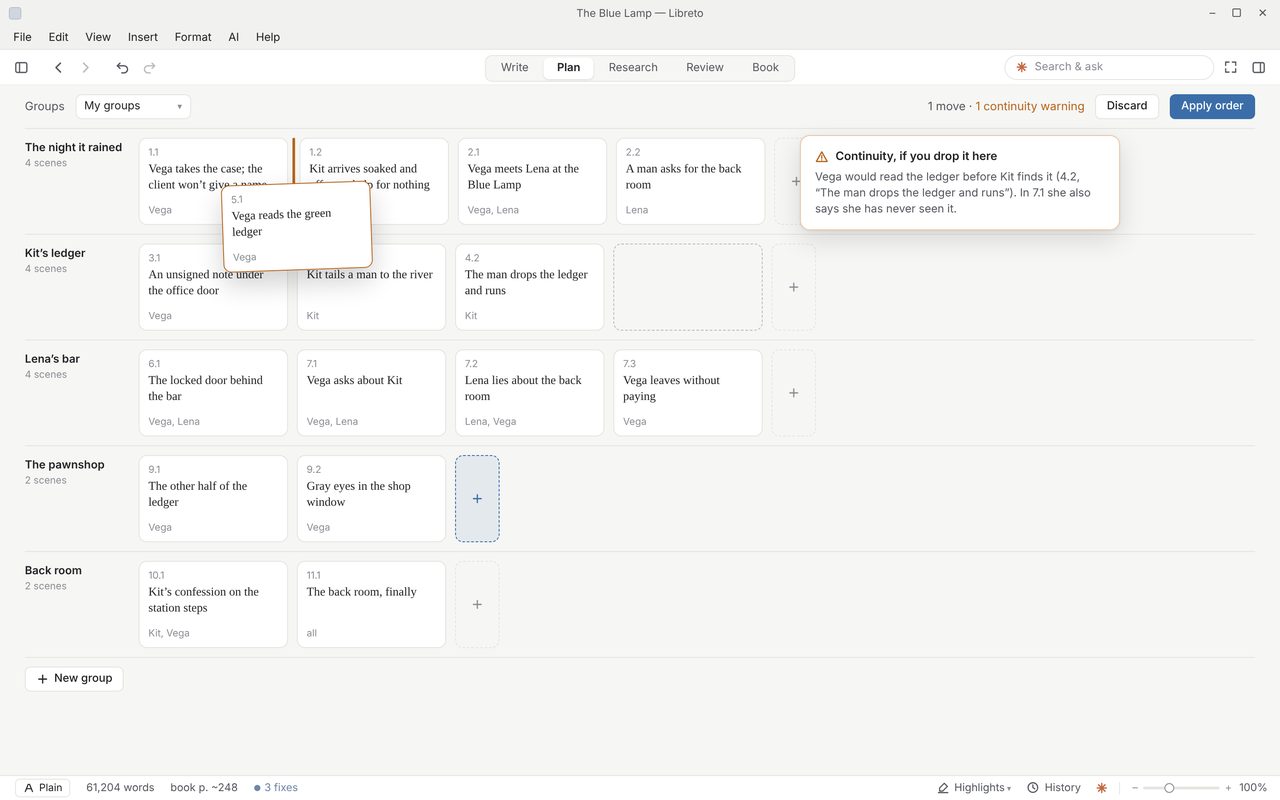 The Blue Lamp — Libreto
File Edit View Insert Format AI Help
Write Plan Research Review Book
Search & ask
Groups My groups
1 move · 1 continuity warning Discard Apply order
The night it rained
4 scenes
1.1
Vega takes the case; the
client won’t give a name
Vega
1.2
Kit arrives soaked and
for nothing
2.1
Vega meets Lena at the
Blue Lamp
Vega, Lena
2.2
A man asks for the back
room
Lena
Continuity, if you drop it here
Vega would read the ledger before Kit finds it (4.2,
“The man drops the ledger and runs”). In 7.1 she also
says she has never seen it.
5.1
Vega reads the green
ledger
Vega
Kit’s ledger
4 scenes
3.1
An unsigned note under
the office door
Vega
Kit tails a man to the river
Kit
4.2
The man drops the ledger
and runs
Kit
Lena’s bar
4 scenes
6.1
The locked door behind
the bar
Vega, Lena
7.1
Vega asks about Kit
Vega, Lena
7.2
Lena lies about the back
room
Lena, Vega
7.3
Vega leaves without
paying
Vega
The pawnshop
2 scenes
9.1
The other half of the
ledger
Vega
9.2
Gray eyes in the shop
window
Vega
Back room
2 scenes
10.1
Kit’s confession on the
station steps
Kit, Vega
11.1
The back room, finally
all
+ New group
A Plain 61,204 words book p. ~248 3 fixes
Highlights History − + 100%